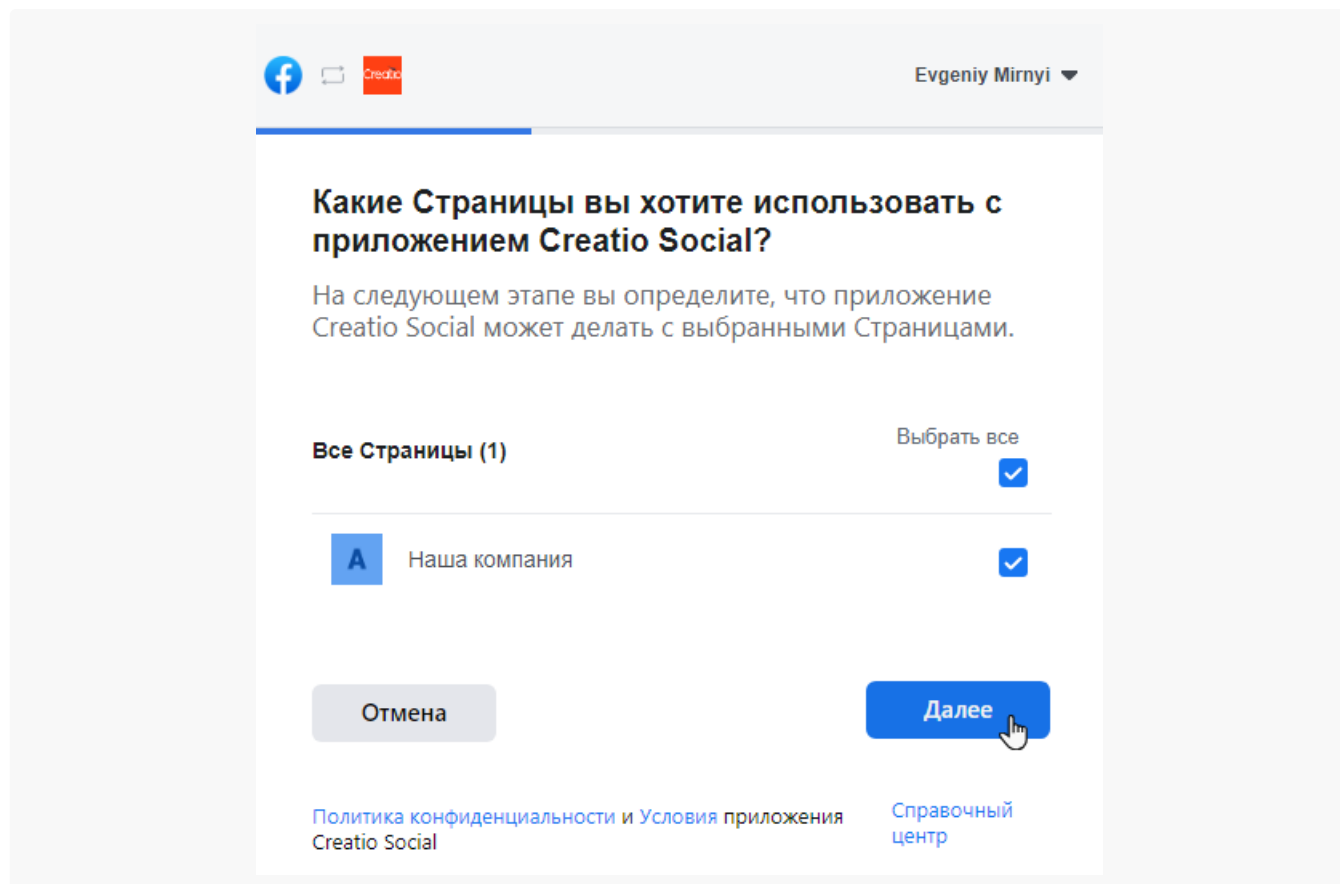 Creatio
Evgeniy Mirnyi
Какие Страницы вы хотите использовать с
приложением Creatio Social?
На следующем этапе вы определите, что приложение
Creatio Social может делать с выбранными Страницами.
Выбрать все
Все Страницы (1)
A Наша компания
Отмена Далее
Политика конфиденциальности и Условия приложения
Creatio Social
Справочный
центр